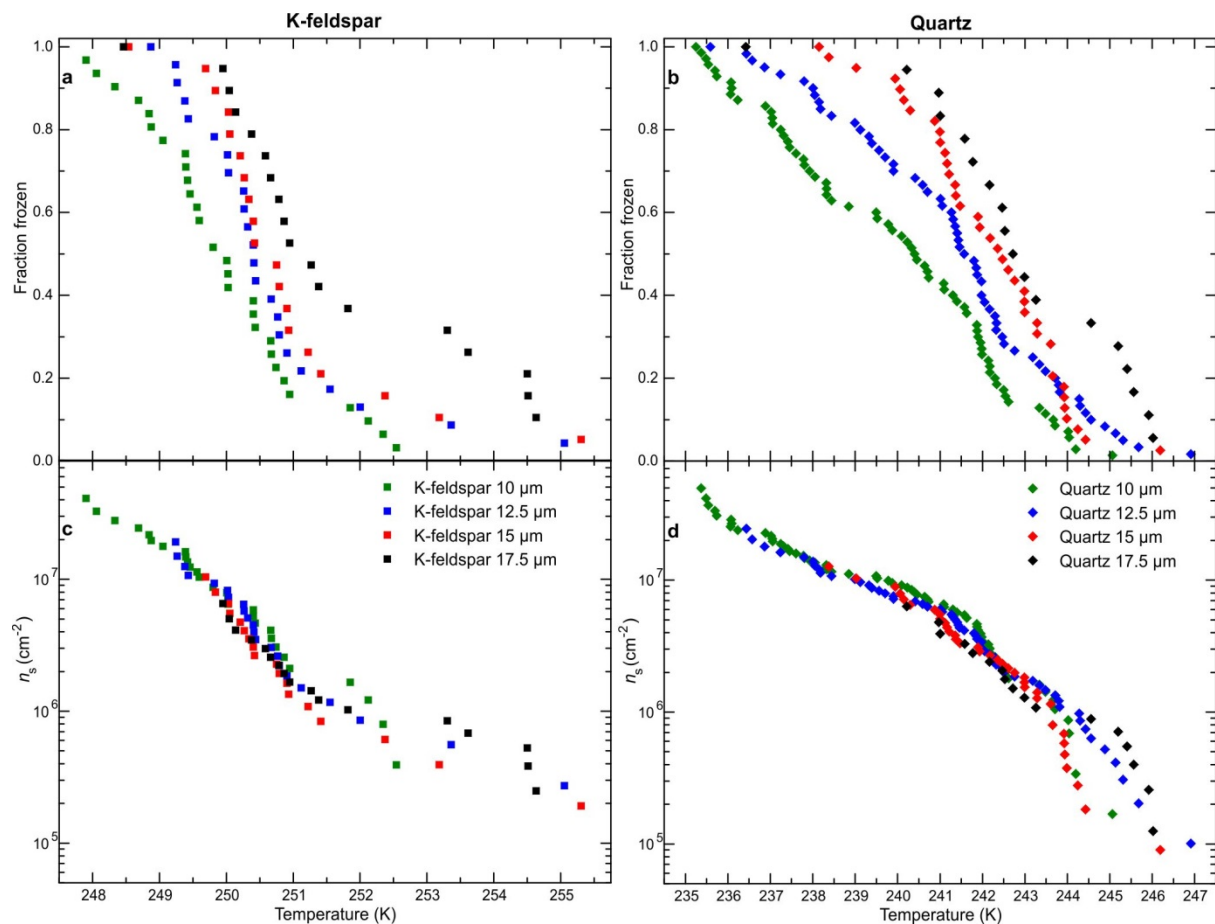 K-feldspar
Quartz
a
b
1.0
0.8
0.6
0.4
0.2
0.0
Fraction frozen
1.0
0.8
0.6
0.4
0.2
0.0
Fraction frozen
c
K-feldspar 10 µm
K-feldspar 12.5 µm
K-feldspar 15 µm
K-feldspar 17.5 µm
d
Quartz 10 µm
Quartz 12.5 µm
Quartz 15 µm
Quartz 17.5 µm
10⁷
10⁶
10⁵
nₛ (cm⁻²)
10⁷
10⁶
10⁵
nₛ (cm⁻²)
248 249 250 251 252 253 254 255
Temperature (K)
235 236 237 238 239 240 241 242 243 244 245 246 247
Temperature (K)